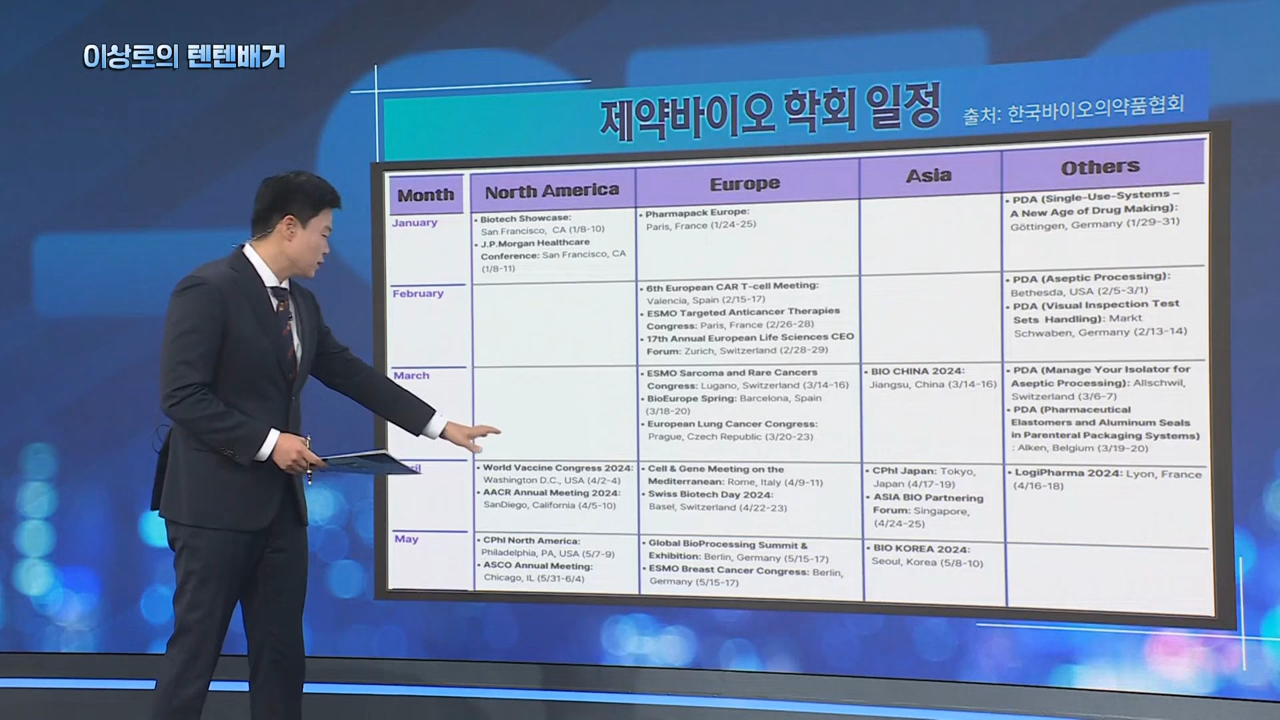 이상로의 텐텐배거
제약바이오 학회 일정 출처: 한국바이오의약품협회
Month North America Europe Asia Others
January
• Biotech Showcase:
San Francisco, CA (1/8-10)
• J.P.Morgan Healthcare
Conference: San Francisco, CA
(1/8-11)
• Pharmapack Europe:
Paris, France (1/24-25)
• PDA (Single-Use-Systems –
A New Age of Drug Making):
Göttingen, Germany (1/29-31)
February
• 6th European CAR T-cell Meeting:
Valencia, Spain (2/15-17)
• ESMO Targeted Anticancer Therapies
Congress: Paris, France (2/26-28)
• 17th Annual European Life Sciences CEO
Forum: Zurich, Switzerland (2/28-29)
• PDA (Aseptic Processing):
Bethesda, USA (2/5-3/1)
• PDA (Visual Inspection Test
Sets Handling): Markt
Schwaben, Germany (2/13-14)
March
• ESMO Sarcoma and Rare Cancers
Congress: Lugano, Switzerland (3/14-16)
• BioEurope Spring: Barcelona, Spain
(3/18-20)
• European Lung Cancer Congress:
Prague, Czech Republic (3/20-23)
• BIO CHINA 2024:
Jiangsu, China (3/14-16)
• PDA (Manage Your Isolator for
Aseptic Processing): Allschwil,
Switzerland (3/6-7)
• PDA (Pharmaceutical
Elastomers and Aluminum Seals
in Parenteral Packaging Systems)
: Alken, Belgium (3/19-20)
• World Vaccine Congress 2024:
Washington D.C., USA (4/2-4)
• AACR Annual Meeting 2024:
SanDiego, California (4/5-10)
• Cell & Gene Meeting on the
Mediterranean: Rome, Italy (4/9-11)
• Swiss Biotech Day 2024:
Basel, Switzerland (4/22-23)
• CPhI Japan: Tokyo,
Japan (4/17-19)
• ASIA BIO Partnering
Forum: Singapore,
(4/24-25)
• LogiPharma 2024: Lyon, France
(4/16-18)
May
• CPhI North America:
Philadelphia, PA, USA (5/7-9)
• ASCO Annual Meeting:
Chicago, IL (5/31-6/4)
• Global BioProcessing Summit &
Exhibition: Berlin, Germany (5/15-17)
• ESMO Breast Cancer Congress: Berlin,
Germany (5/15-17)
• BIO KOREA 2024:
Seoul, Korea (5/8-10)